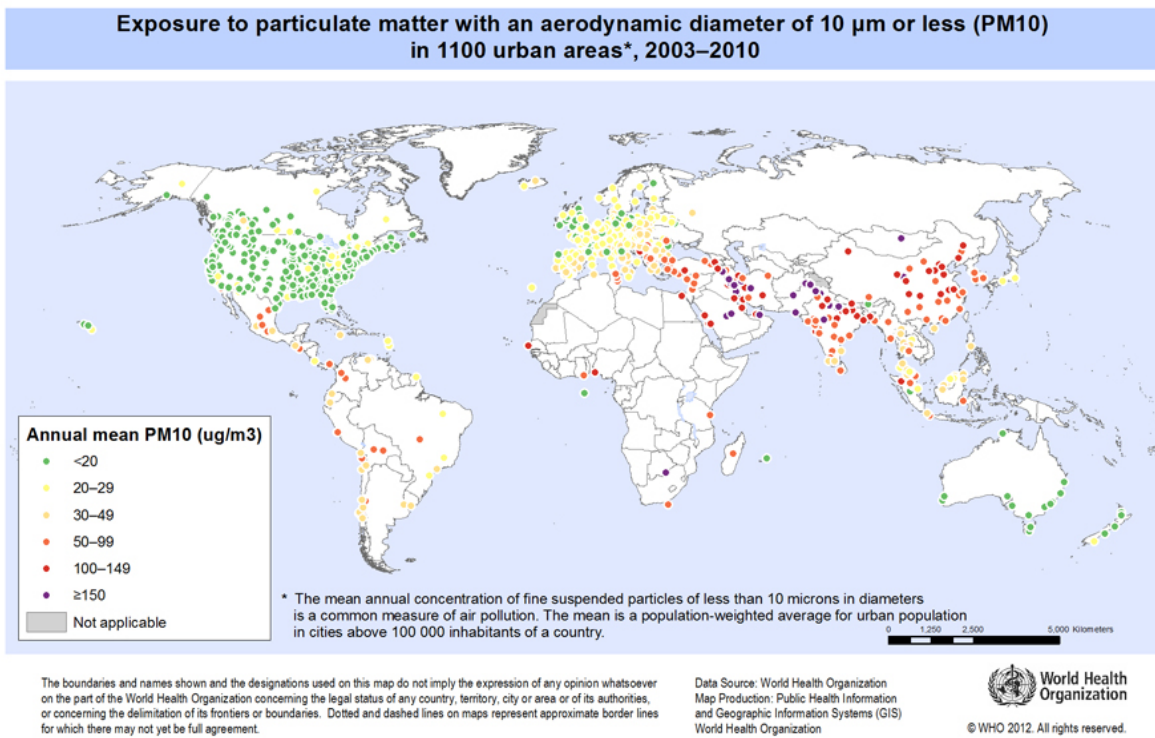 Exposure to particulate matter with an aerodynamic diameter of 10 µm or less (PM10)
in 1100 urban areas*, 2003–2010
Annual mean PM10 (ug/m3)
<20
20–29
30–49
50–99
100–149
≥150
Not applicable
* The mean annual concentration of fine suspended particles of less than 10 microns in diameters
is a common measure of air pollution. The mean is a population-weighted average for urban population
in cities above 100 000 inhabitants of a country.
0 1,250 2,500 5,000 Kilometers
The boundaries and names shown and the designations used on this map do not imply the expression of any opinion whatsoever
on the part of the World Health Organization concerning the legal status of any country, territory, city or area or of its authorities,
or concerning the delimitation of its frontiers or boundaries. Dotted and dashed lines on maps represent approximate border lines
for which there may not yet be full agreement.
Data Source: World Health Organization
Map Production: Public Health Information
and Geographic Information Systems (GIS)
World Health Organization
World Health
Organization
© WHO 2012. All rights reserved.